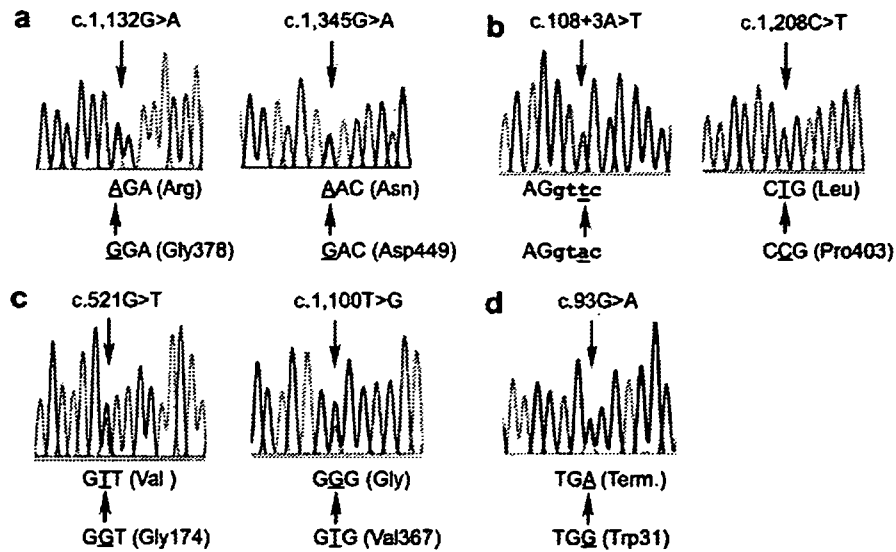 a c.1,132G>A c.1,345G>A b c.108+3A>T c.1,208C>T
AGA (Arg) AAC (Asn) AGgttc CTG (Leu)
GGA (Gly378) GAC (Asp449) AGgtac CCG (Pro403)
c c.521G>T c.1,100T>G d c.93G>A
GTT (Val ) GGG (Gly) TGA (Term.)
GGT (Gly174) GTG (Val367) TGG (Trp31)